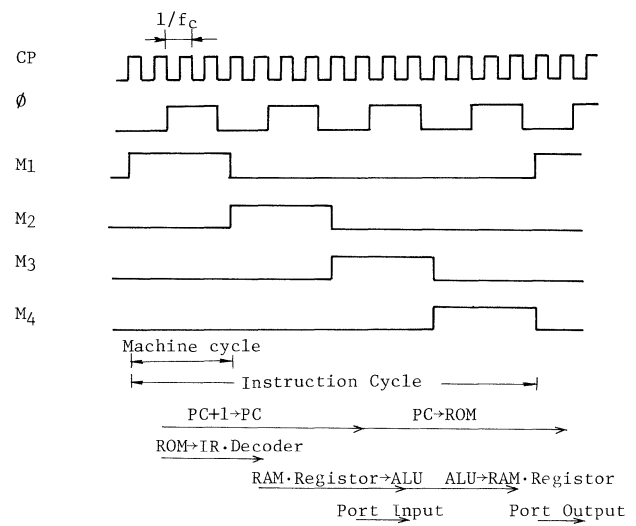 1/fc
CP
ø
M1
M2
M3
M4
Machine cycle
Instruction Cycle
PC+1→PC PC→ROM
ROM→IR·Decoder
RAM·Registor→ALU ALU→RAM·Registor
Port Input Port Output